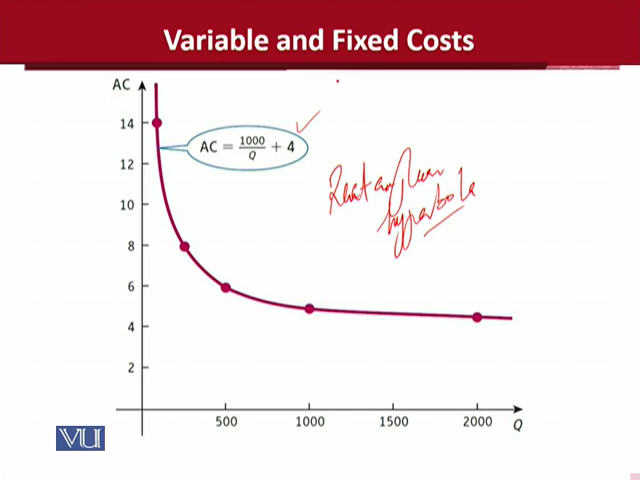 Variable and Fixed Costs
AC
14
AC = 1000/Q + 4
12
10
Rectangular
hyperbola
8
6
4
2
500 1000 1500 2000 Q
VU